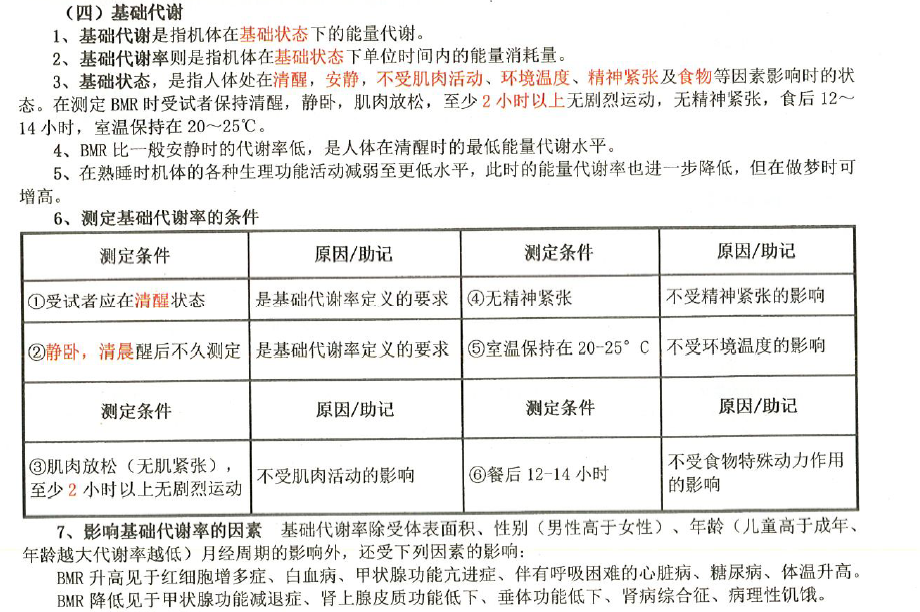 （四）基础代谢
1、基础代谢是指机体在基础状态下的能量代谢。
2、基础代谢率则是指机体在基础状态下单位时间内的能量消耗量。
3、基础状态，是指人体处在清醒，安静，不受肌肉活动、环境温度、精神紧张及食物等因素影响时的状
态。在测定 BMR 时受试者保持清醒，静卧，肌肉放松，至少 2 小时以上无剧烈运动，无精神紧张，食后 12～
14 小时，室温保持在 20～25℃。
4、BMR 比一般安静时的代谢率低，是人体在清醒时的最低能量代谢水平。
5、在熟睡时机体的各种生理功能活动减弱至更低水平，此时的能量代谢率也进一步降低，但在做梦时可
增高。
6、测定基础代谢率的条件
测定条件 原因/助记 测定条件 原因/助记
①受试者应在清醒状态 是基础代谢率定义的要求 ④无精神紧张 不受精神紧张的影响
②静卧，清晨醒后不久测定 是基础代谢率定义的要求 ⑤室温保持在 20-25° C 不受环境温度的影响
测定条件 原因/助记 测定条件 原因/助记
③肌肉放松（无肌紧张），
至少 2 小时以上无剧烈运动
不受肌肉活动的影响
⑥餐后 12-14 小时
不受食物特殊动力作用
的影响
7、影响基础代谢率的因素 基础代谢率除受体表面积、性别（男性高于女性）、年龄（儿童高于成年、
年龄越大代谢率越低）月经周期的影响外，还受下列因素的影响：
BMR 升高见于红细胞增多症、白血病、甲状腺功能亢进症、伴有呼吸困难的心脏病、糖尿病、体温升高。
BMR 降低见于甲状腺功能减退症、肾上腺皮质功能低下、垂体功能低下、肾病综合征、病理性饥饿。